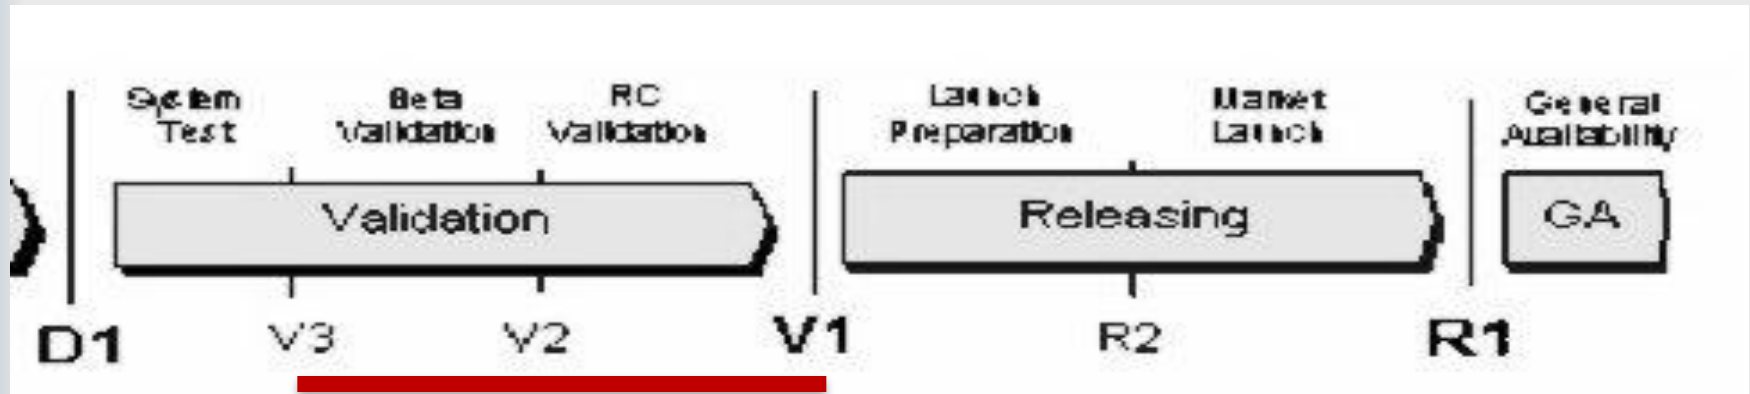 System
Test
Beta
Validation
RC
Validation
Launch
Preparation
Market
Launch
General
Availability
Validation
Releasing
GA
D1
V3
V2
V1
R2
R1